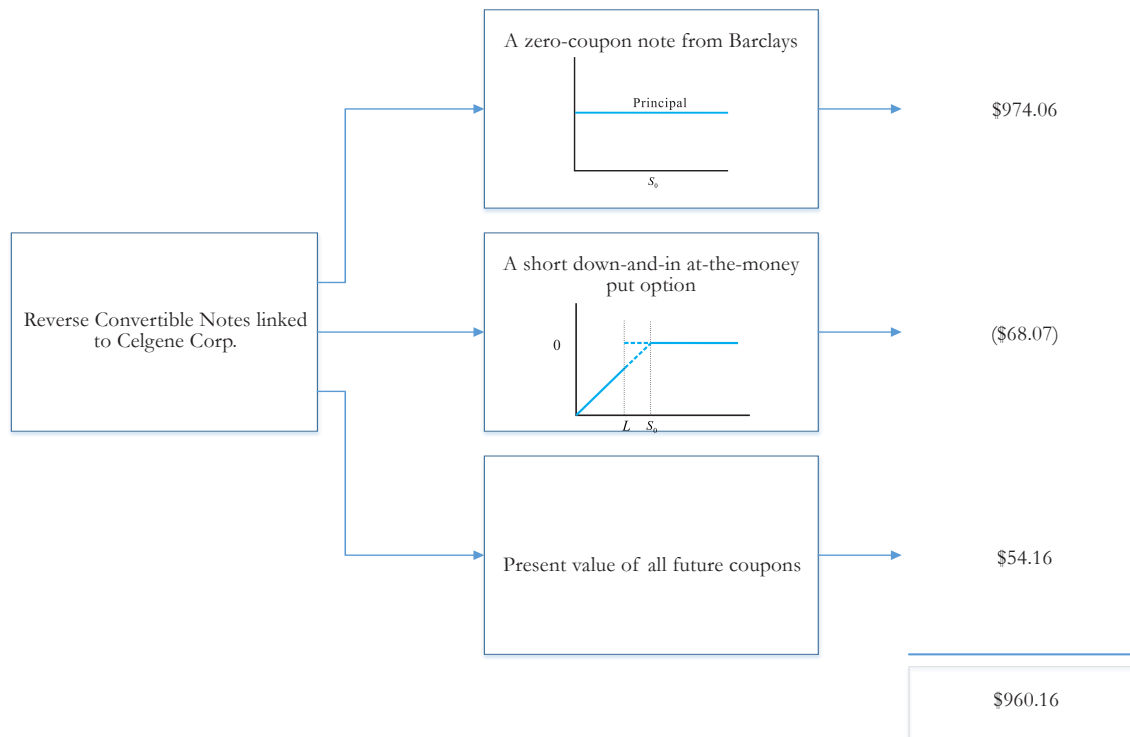 A zero-coupon note from Barclays
Principal
S₀
$974.06
Reverse Convertible Notes linked
to Celgene Corp.
A short down-and-in at-the-money
put option
0
L S₀
($68.07)
Present value of all future coupons
$54.16
$960.16